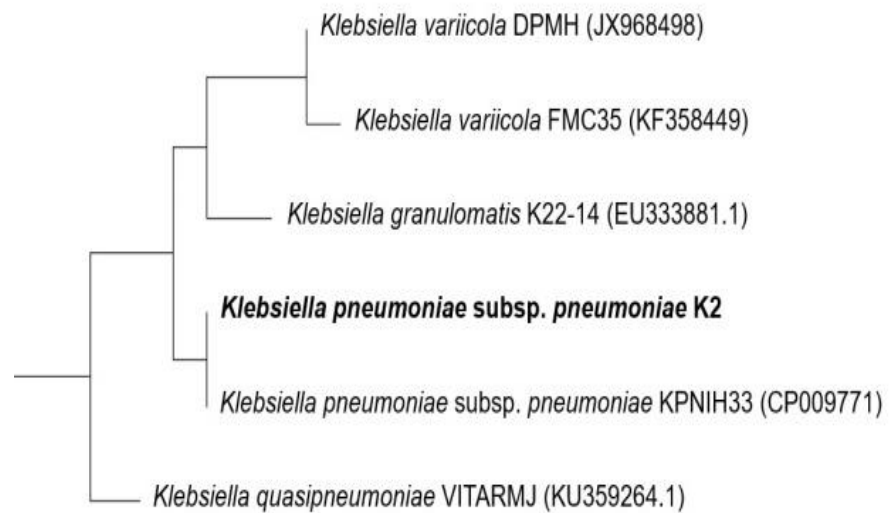 Klebsiella variicola DPMH (JX968498)
Klebsiella variicola FMC35 (KF358449)
Klebsiella granulomatis K22-14 (EU333881.1)
Klebsiella pneumoniae subsp. pneumoniae K2
Klebsiella pneumoniae subsp. pneumoniae KPNIH33 (CP009771)
Klebsiella quasipneumoniae VITARMJ (KU359264.1)